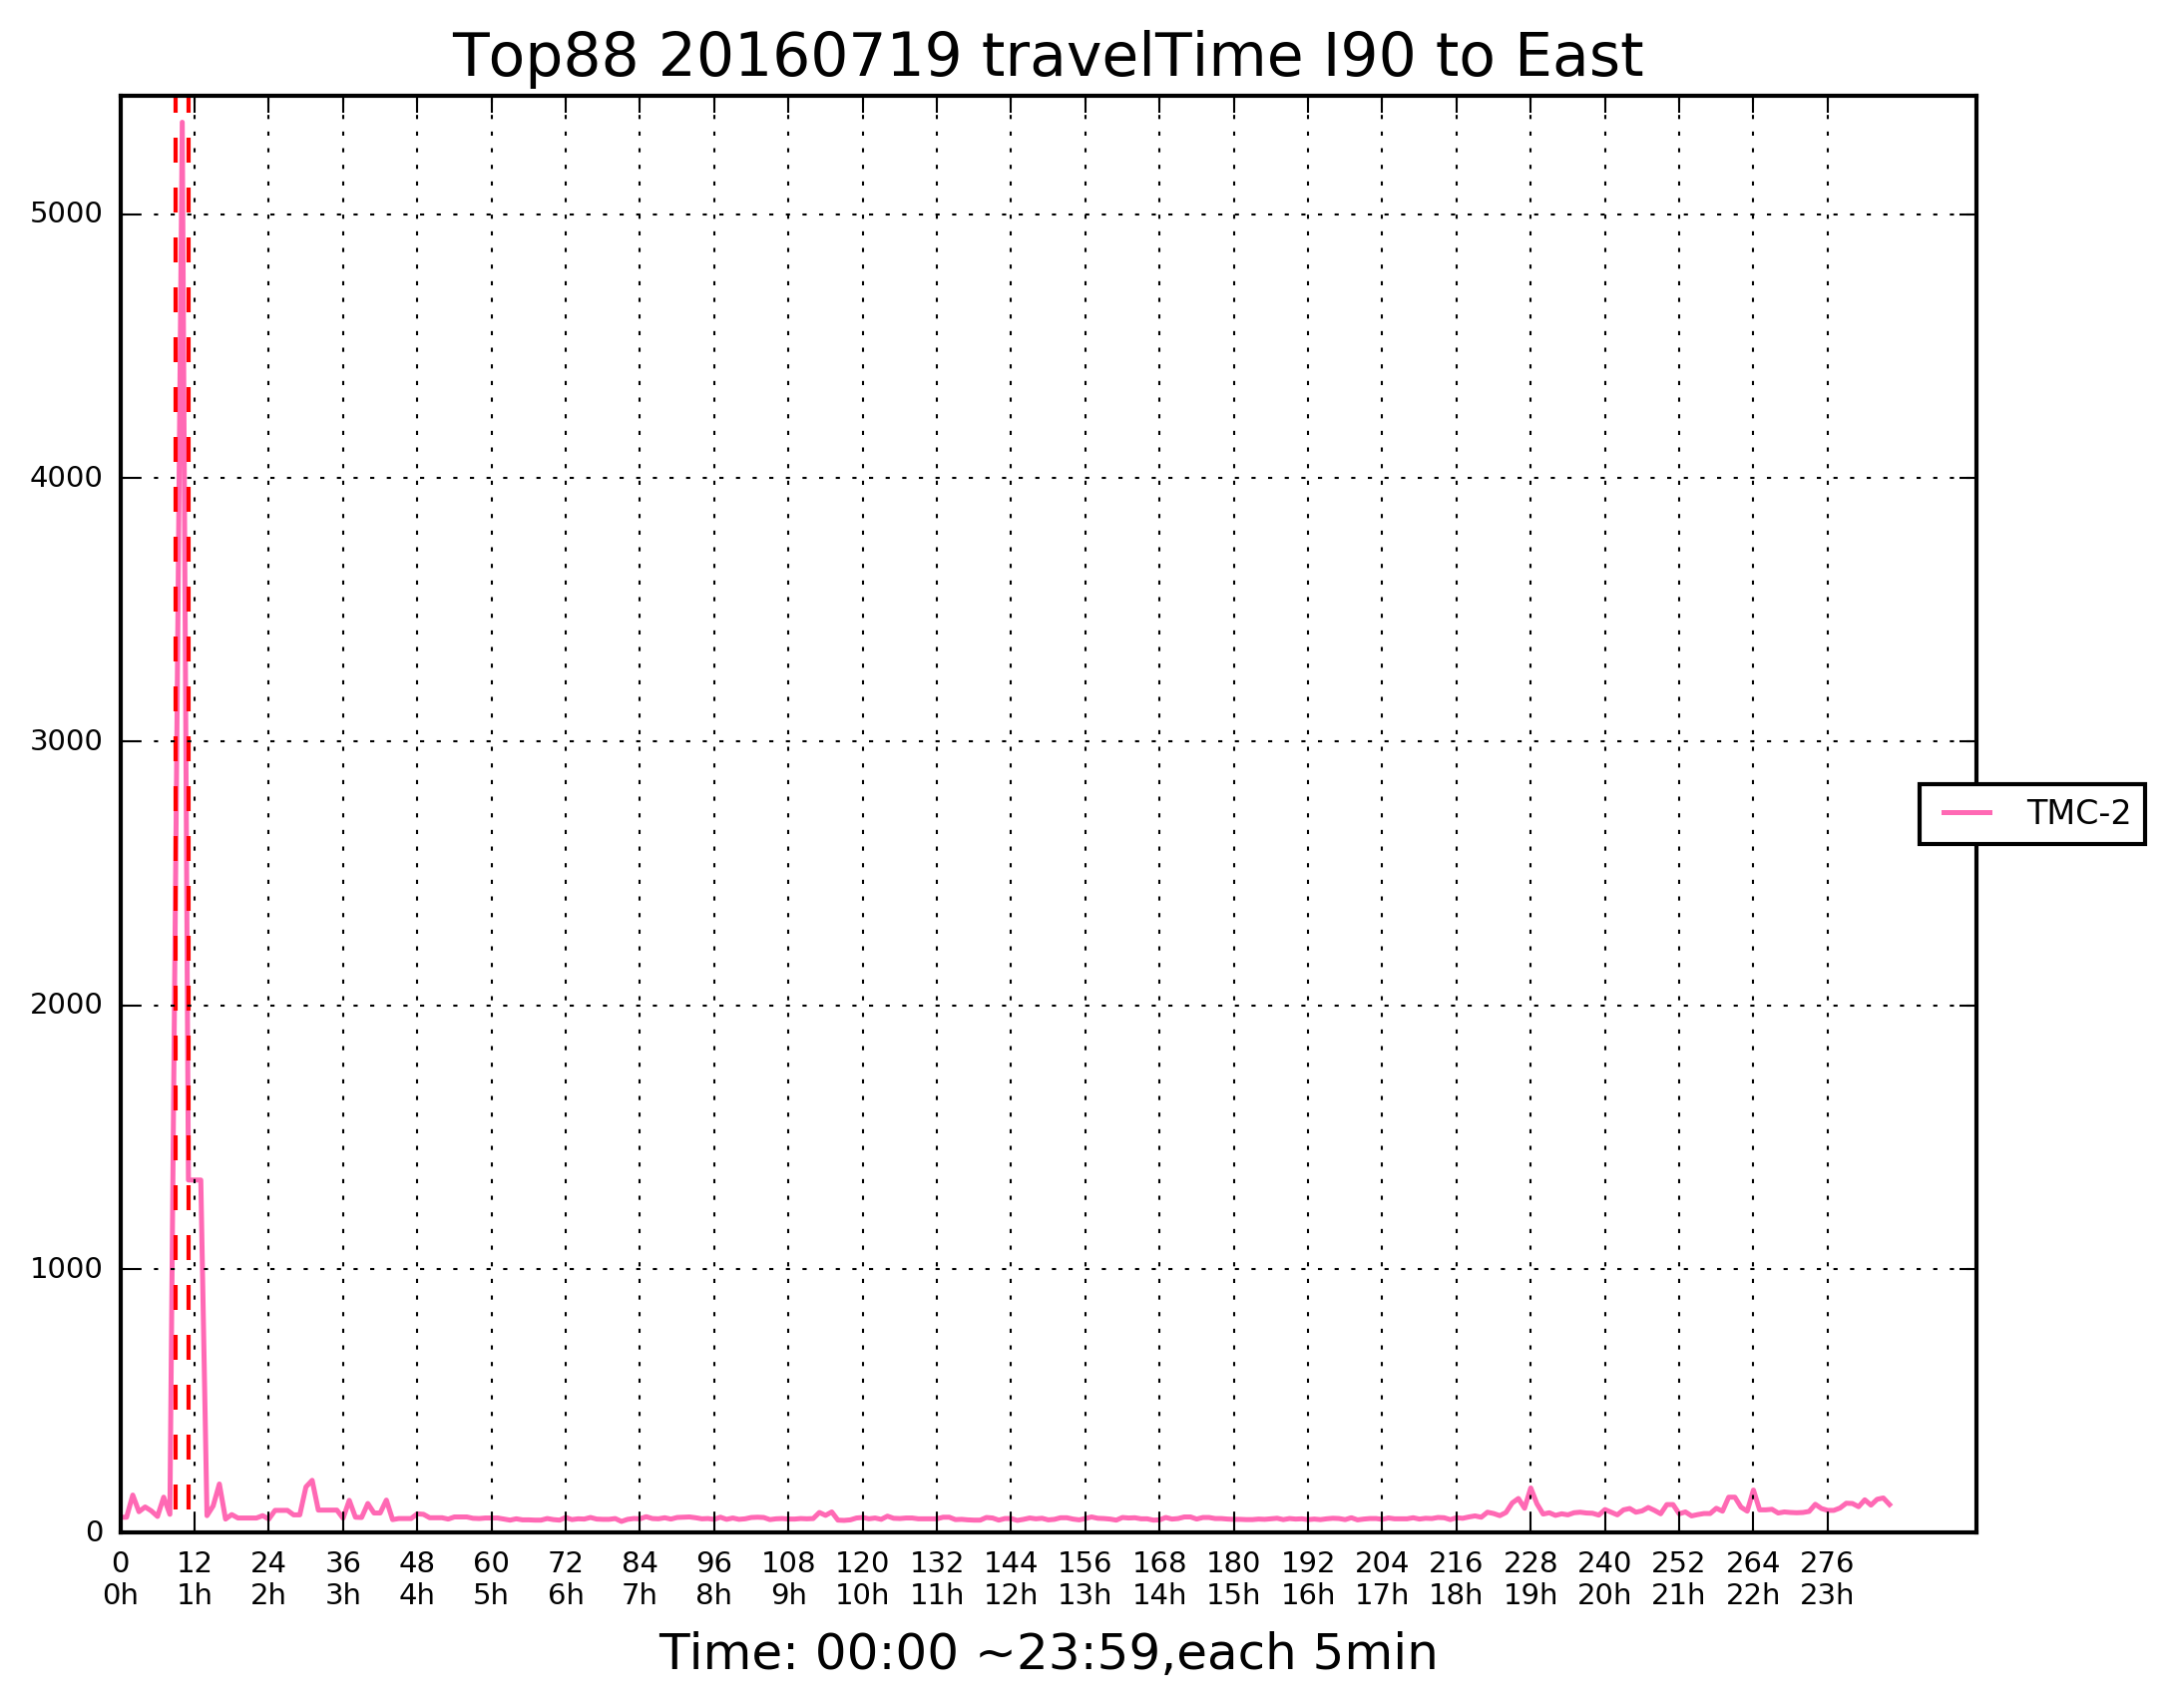 Top88 20160719 travelTime I90 to East
5000
4000
3000
2000
1000
0
TMC-2
0 12 24 36 48 60 72 84 96 108 120 132 144 156 168 180 192 204 216 228 240 252 264 276
0h 1h 2h 3h 4h 5h 6h 7h 8h 9h 10h 11h 12h 13h 14h 15h 16h 17h 18h 19h 20h 21h 22h 23h
Time: 00:00 ~23:59,each 5min